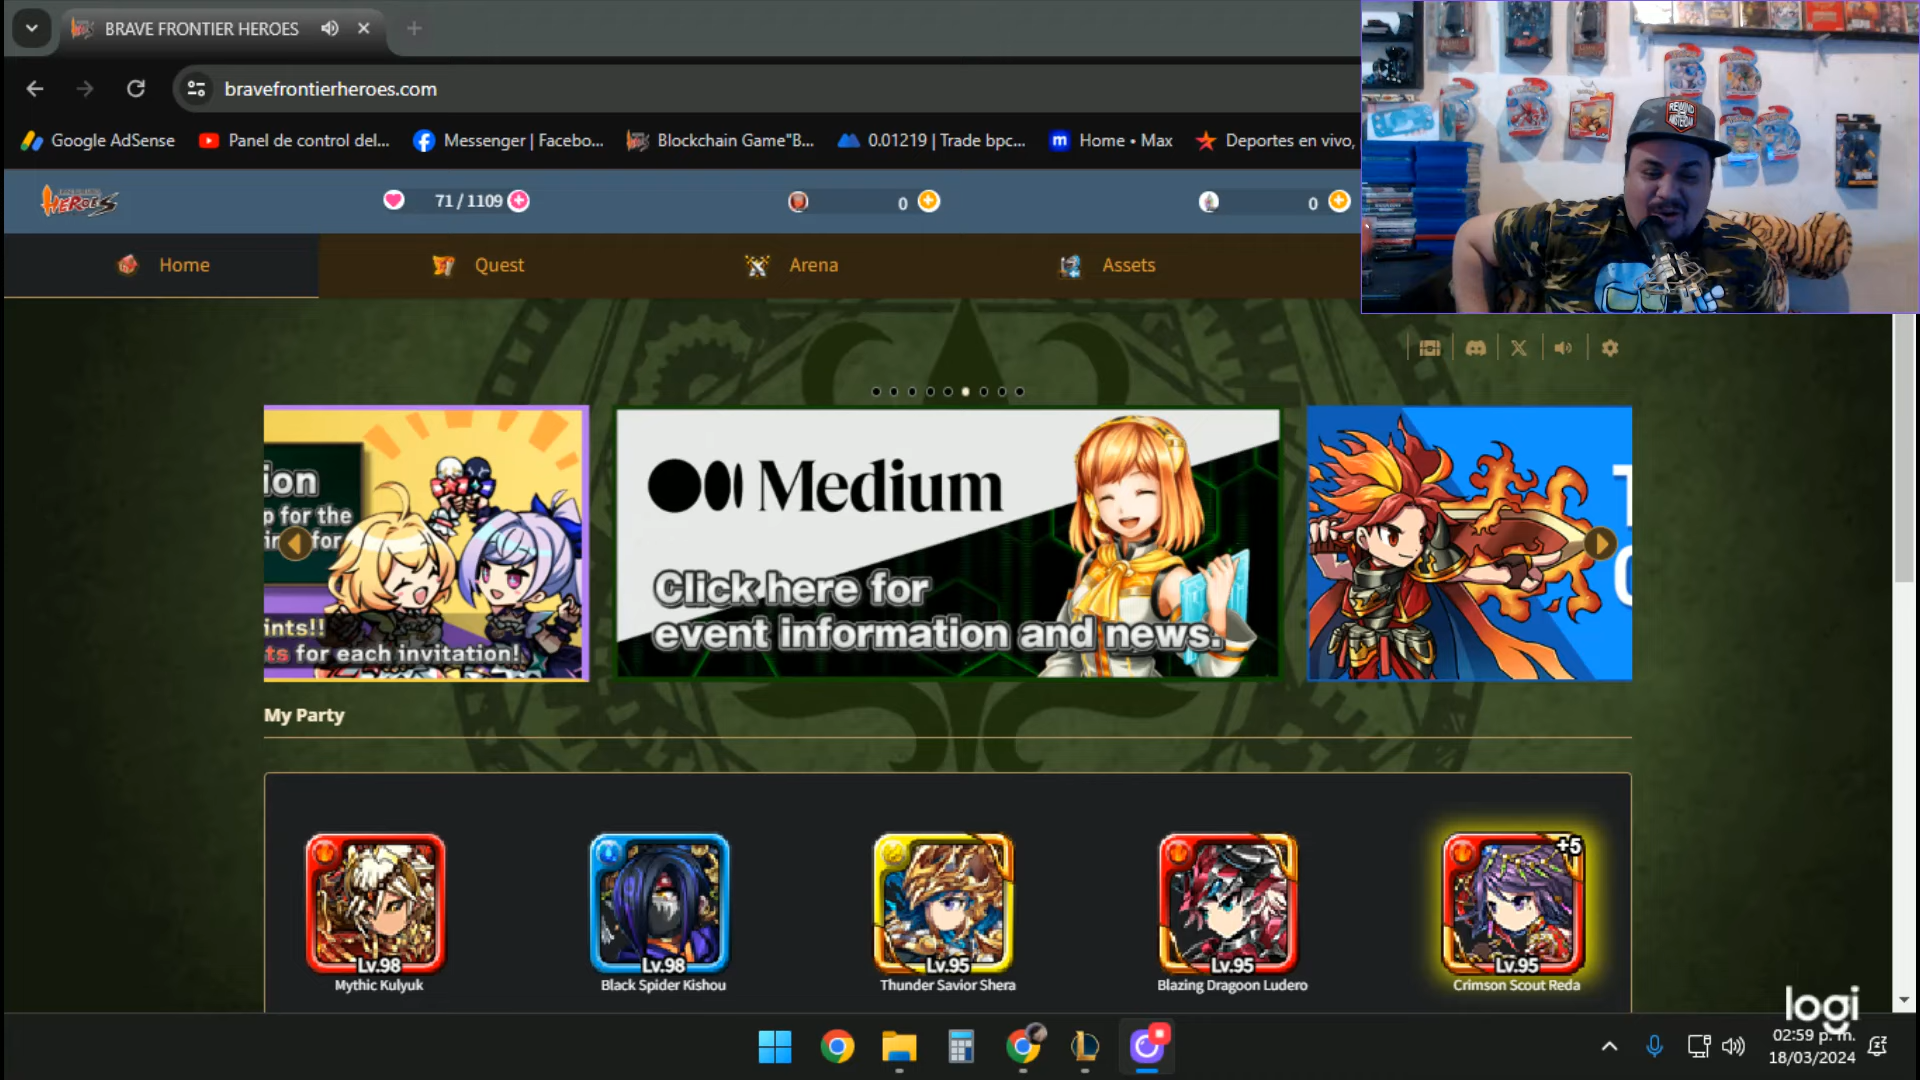 BRAVE FRONTIER HEROES
bravefrontierheroes.com
Google AdSense
Panel de control del...
Messenger | Facebo...
Blockchain Game"B...
0.01219 | Trade bpc...
Home • Max
Deportes en vivo,
HEROES
71 / 1109
0
0
Home
Quest
Arena
Assets
ion
p for the
for
ints!!
ts for each invitation!
Medium
Click here for
event information and news.
My Party
+5
Lv.98
Lv.98
Lv.95
Lv.95
Lv.95
Mythic Kulyuk
Black Spider Kishou
Thunder Savior Shera
Blazing Dragoon Ludero
Crimson Scout Reda
logi
02:59 p. m.
18/03/2024